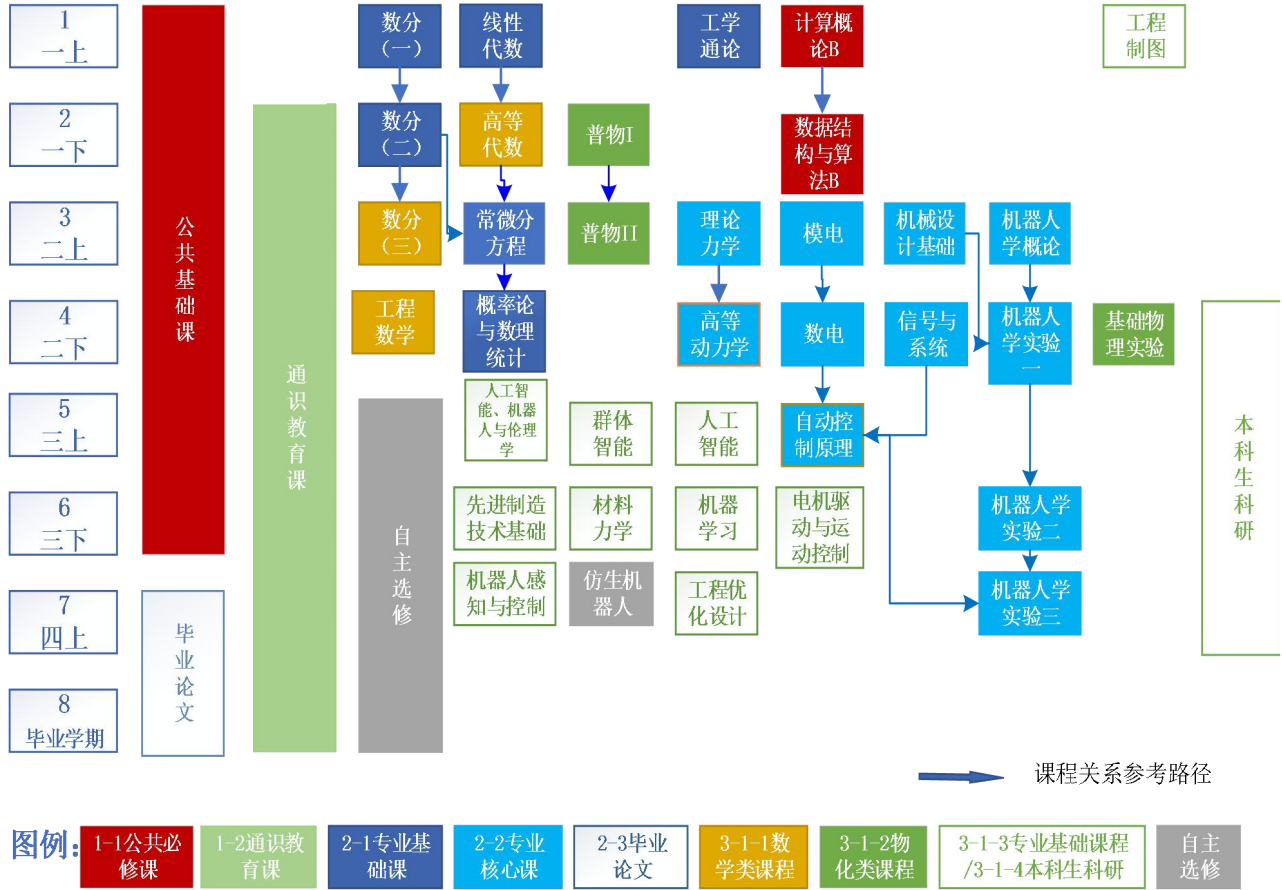 1
一上
数分
（一）
线性
代数
工学
通论
计算概
论B
工程
制图
2
一下
数分
（二）
高等
代数
普物I
数据结
构与算
法B
3
二上
数分
（三）
常微分
方程
普物II
理论
力学
模电
机械设
计基础
机器人
学概论
公共基础课
4
二下
工程
数学
概率论
与数理
统计
高等
动力学
数电
信号与
系统
机器人
学实验
一
基础物
理实验
通识教育课
5
三上
人工智
能、机器
人与伦理
学
群体
智能
人工
智能
自动控
制原理
本科生科研
6
三下
自主选修
先进制造
技术基础
材料
力学
机器
学习
电机驱
动与运
动控制
机器人学
实验二
7
四上
毕业论文
机器人感
知与控制
仿生机
器人
工程优
化设计
机器人学
实验三
8
毕业学期
课程关系参考路径
图例：
1-1公共必
修课
1-2通识教
育课
2-1专业基
础课
2-2专业
核心课
2-3毕业
论文
3-1-1数
学类课程
3-1-2物
化类课程
3-1-3专业基础课程
/3-1-4本科生科研
自主
选修